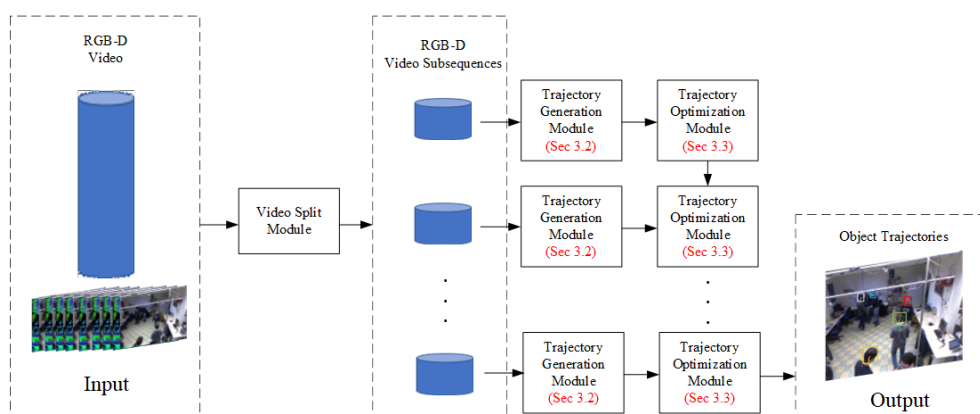 RGB-D
Video
Input
Video Split
Module
RGB-D
Video Subsequences
Trajectory
Generation
Module
(Sec 3.2)
Trajectory
Optimization
Module
(Sec 3.3)
Trajectory
Generation
Module
(Sec 3.2)
Trajectory
Optimization
Module
(Sec 3.3)
Trajectory
Generation
Module
(Sec 3.2)
Trajectory
Optimization
Module
(Sec 3.3)
Object Trajectories
Output